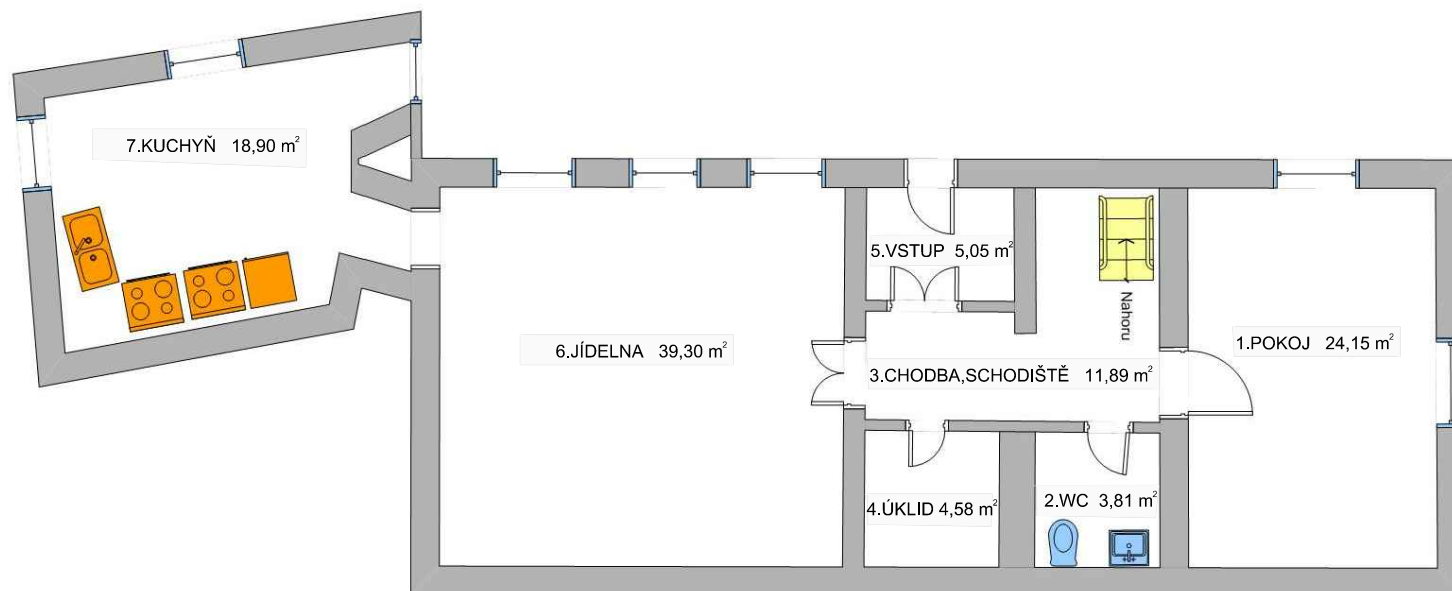 7.KUCHYŇ 18,90 m²
5.VSTUP 5,05 m²
Nahoru
6.JÍDELNA 39,30 m²
1.POKOJ 24,15 m²
3.CHODBA,SCHODIŠTĚ 11,89 m²
4.ÚKLID 4,58 m²
2.WC 3,81 m²